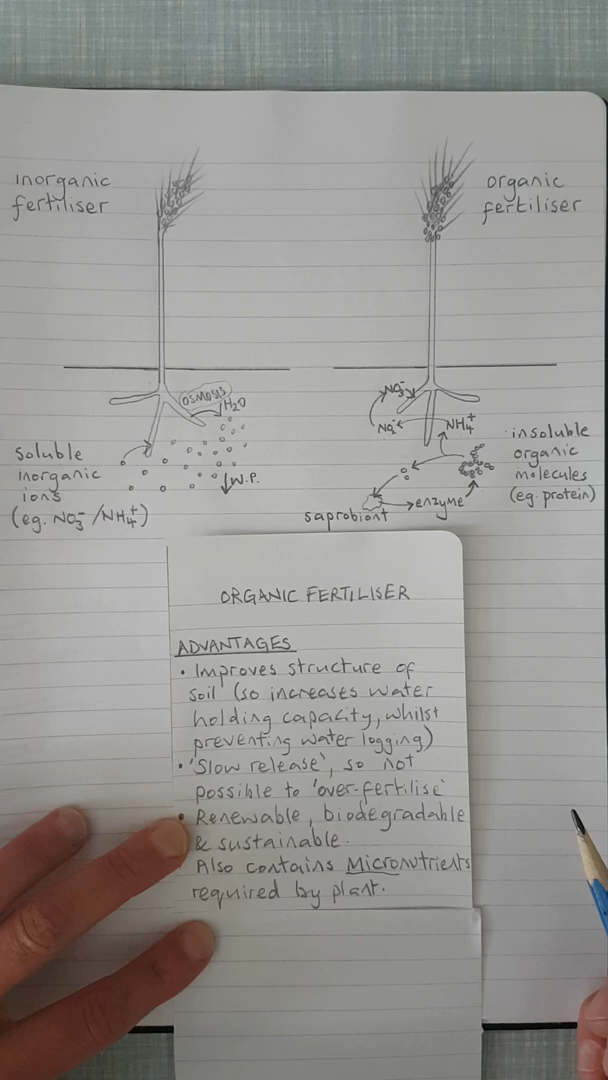 inorganic
fertiliser
OSMOSIS
H2O
soluble
inorganic
ions
(eg. NO3-/NH4+)
↓W.P.
organic
fertiliser
NO3-
NO2-
NH4+
insoluble
organic
molecules
(eg. protein)
enzyme
saprobiont
ORGANIC FERTILISER
ADVANTAGES
• Improves structure of
soil (so increases water
holding capacity, whilst
preventing water logging)
• 'Slow release', so not
possible to 'over-fertilise'
• Renewable, biodegradable
& sustainable.
Also contains Micronutrients
required by plant.